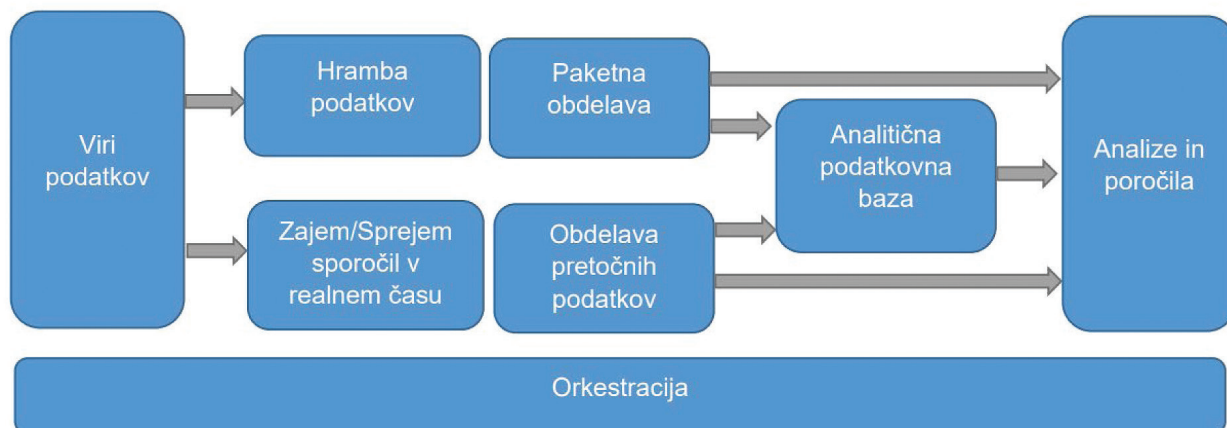 Viri
podatkov
Hramba
podatkov
Paketna
obdelava
Zajem/Sprejem
sporočil v
realnem času
Obdelava
pretočnih
podatkov
Analitična
podatkovna
baza
Analize in
poročila
Orkestracija